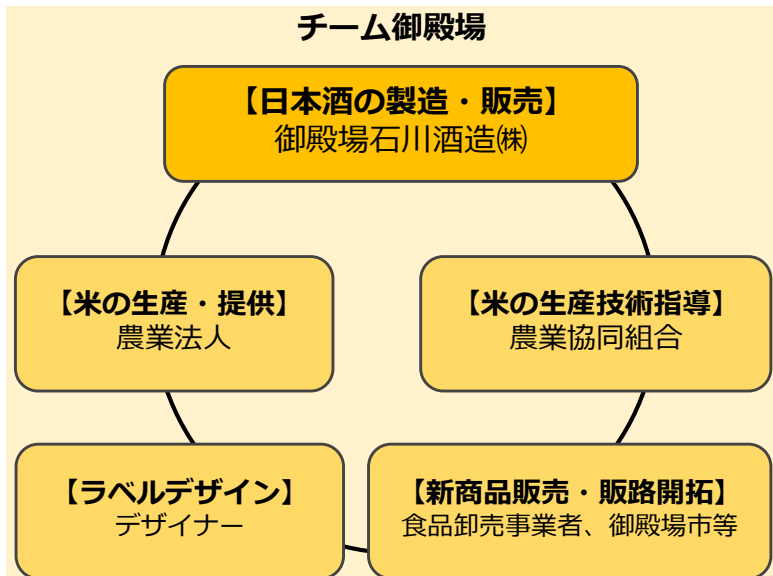 チーム御殿場
【日本酒の製造・販売】
御殿場石川酒造㈱
【米の生産・提供】
農業法人
【米の生産技術指導】
農業協同組合
【ラベルデザイン】
デザイナー
【新商品販売・販路開拓】
食品卸売事業者、御殿場市等